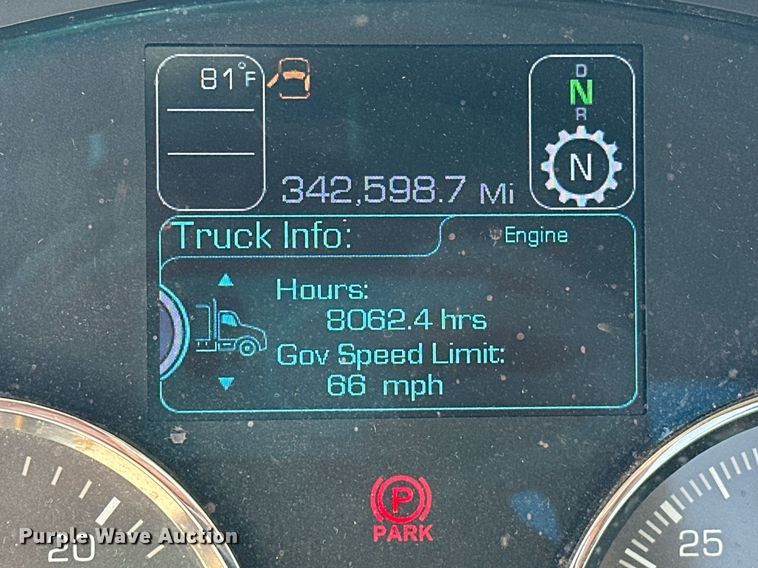 81°F
D
N
R
N
342,598.7 Mi
Truck Info:
Engine
Hours:
8062.4 hrs
Gov Speed Limit:
66 mph
P
PARK
20
25
Purple Wave Auction